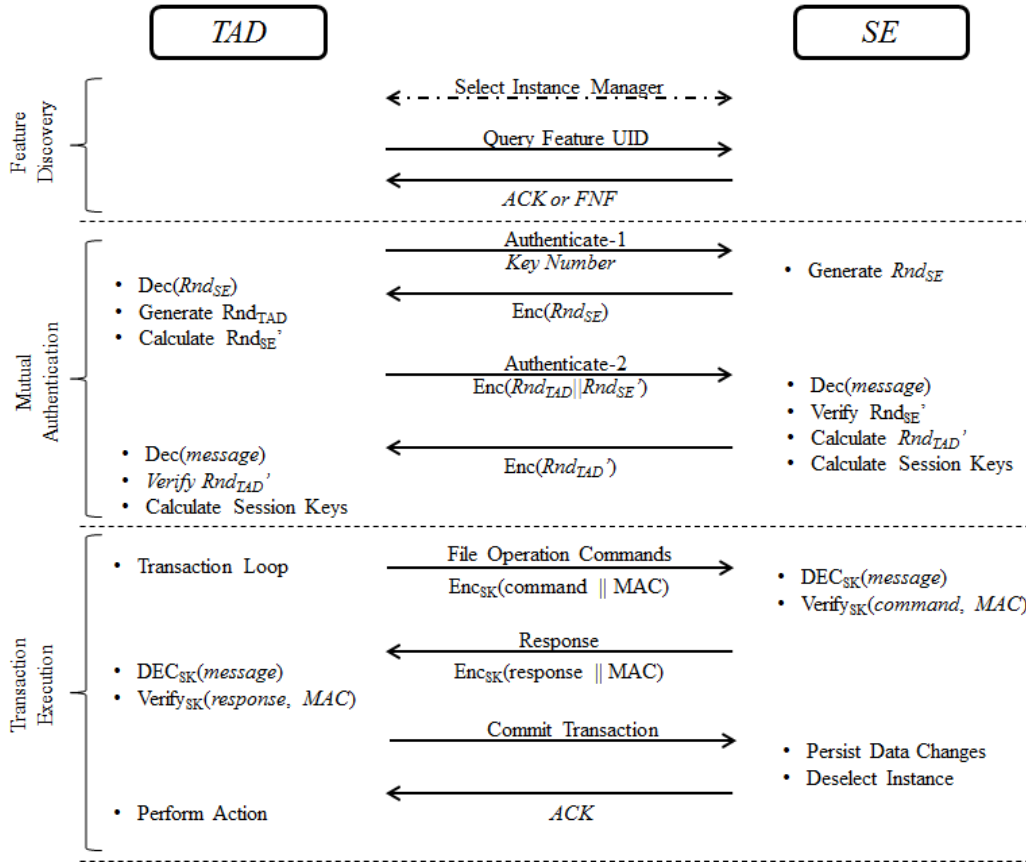 TAD
SE
Feature
Discovery
Select Instance Manager
Query Feature UID
ACK or FNF
Mutual
Authentication
Authenticate-1
Key Number
• Generate RndSE
• Dec(RndSE)
• Generate RndTAD
• Calculate RndSE’
Enc(RndSE)
Authenticate-2
Enc(RndTAD||RndSE’)
• Dec(message)
• Verify RndSE’
• Calculate RndTAD’
• Calculate Session Keys
Enc(RndTAD’)
• Dec(message)
• Verify RndTAD’
• Calculate Session Keys
Transaction
Execution
• Transaction Loop
File Operation Commands
EncSK(command || MAC)
• DECSK(message)
• VerifySK(command, MAC)
Response
EncSK(response || MAC)
• DECSK(message)
• VerifySK(response, MAC)
Commit Transaction
• Persist Data Changes
• Deselect Instance
ACK
• Perform Action